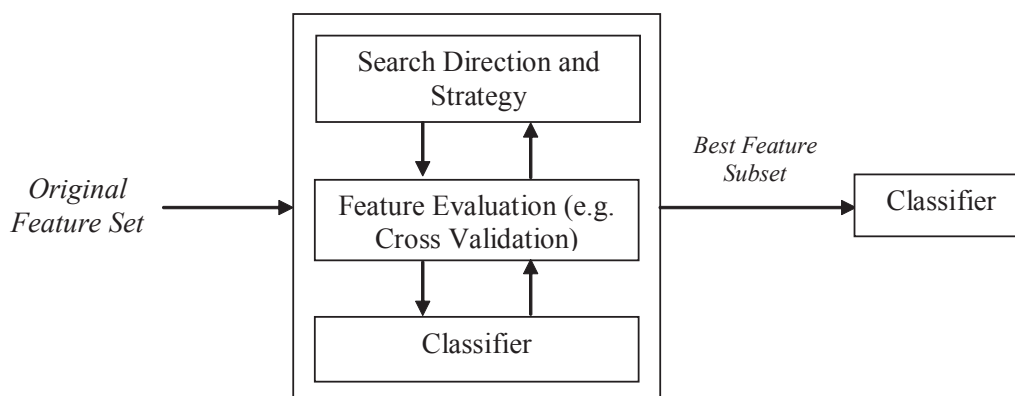 Original
Feature Set
Search Direction and
Strategy
Feature Evaluation (e.g.
Cross Validation)
Classifier
Best Feature
Subset
Classifier